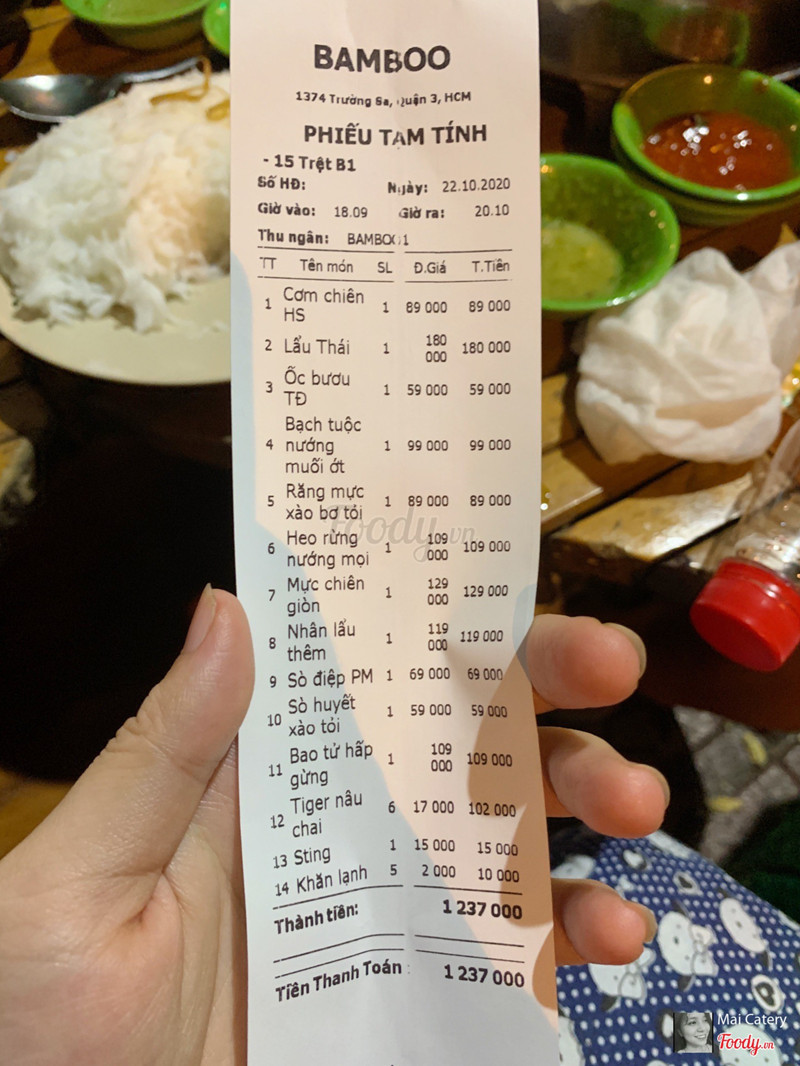 BAMBOO
1374 Trường Sa, Quận 3, HCM
PHIẾU TẠM TÍNH
- 15 Trệt B1
Số HĐ: Ngày: 22.10.2020
Giờ vào: 18.09 Giờ ra: 20.10
Thu ngân: BAMBOO1
TT Tên món SL Đ.Giá T.Tiền
1 Cơm chiên HS 1 89 000 89 000
2 Lẩu Thái 1 180 000 180 000
3 Ốc bươu TĐ 1 59 000 59 000
4 Bạch tuộc nướng muối ớt 1 99 000 99 000
5 Răng mực xào bơ tỏi 1 89 000 89 000
6 Heo rừng nướng mọi 1 109 000 109 000
7 Mực chiên giòn 1 129 000 129 000
8 Nhân lẩu thêm 1 119 000 119 000
9 Sò điệp PM 1 69 000 69 000
10 Sò huyết xào tỏi 1 59 000 59 000
11 Bao tử hấp gừng 1 109 000 109 000
12 Tiger nâu chai 6 17 000 102 000
13 Sting 1 15 000 15 000
14 Khăn lạnh 5 2 000 10 000
Thành tiền: 1 237 000
Tiền Thanh Toán : 1 237 000
Foody.vn
Mai Catery
Foody.vn